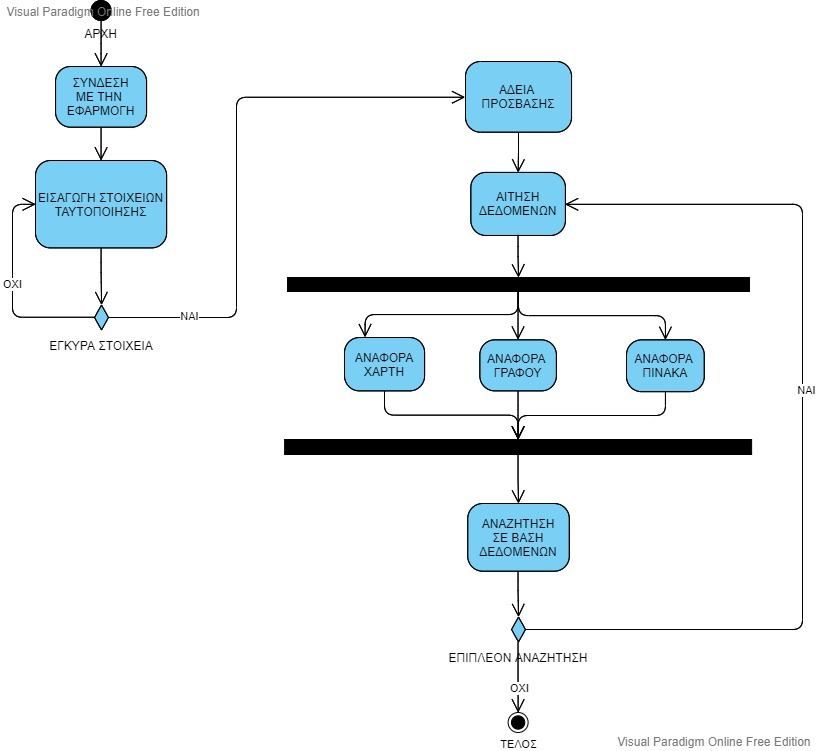 Visual Paradigm Online Free Edition
ΑΡΧΗ
ΣΥΝΔΕΣΗ
ΜΕ ΤΗΝ
ΕΦΑΡΜΟΓΗ
ΕΙΣΑΓΩΓΗ ΣΤΟΙΧΕΙΩΝ
ΤΑΥΤΟΠΟΙΗΣΗΣ
ΟΧΙ
ΝΑΙ
ΕΓΚΥΡΑ ΣΤΟΙΧΕΙΑ
ΑΔΕΙΑ
ΠΡΟΣΒΑΣΗΣ
ΑΙΤΗΣΗ
ΔΕΔΟΜΕΝΩΝ
ΑΝΑΦΟΡΑ
ΧΑΡΤΗ
ΑΝΑΦΟΡΑ
ΓΡΑΦΟΥ
ΑΝΑΦΟΡΑ
ΠΙΝΑΚΑ
ΝΑΙ
ΑΝΑΖΗΤΗΣΗ
ΣΕ ΒΑΣΗ
ΔΕΔΟΜΕΝΩΝ
ΕΠΙΠΛΕΟΝ ΑΝΑΖΗΤΗΣΗ
ΟΧΙ
ΤΕΛΟΣ
Visual Paradigm Online Free Edition